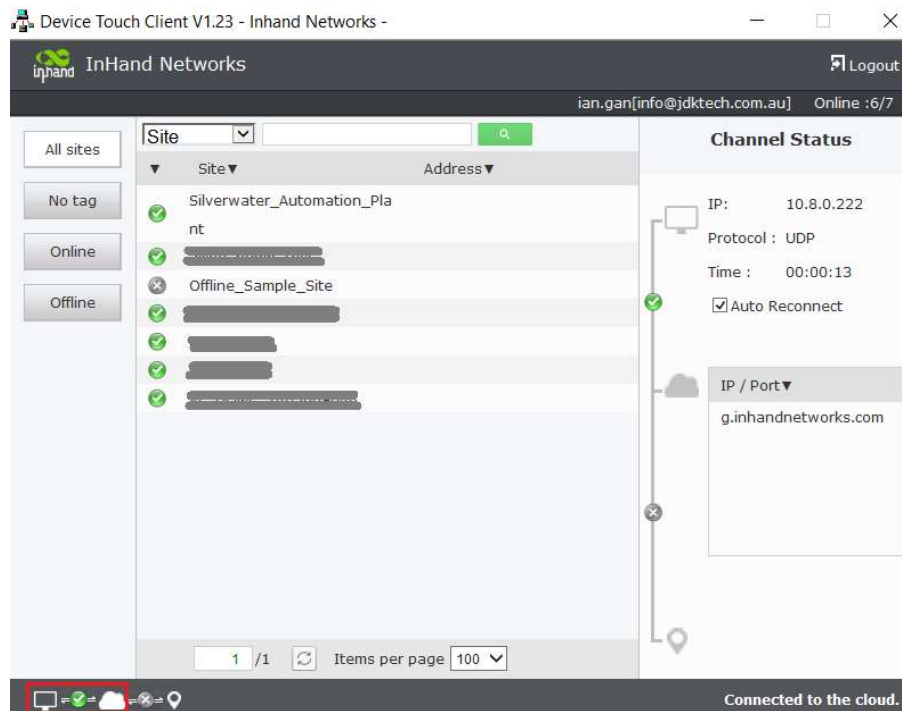 Device Touch Client V1.23 - Inhand Networks -
inhand InHand Networks
Logout
ian.gan[info@jdktech.com.au] Online :6/7
All sites
No tag
Online
Offline
Site
Site▼ Address▼
Silverwater_Automation_Pla
nt
Offline_Sample_Site
1 /1 Items per page 100
Channel Status
IP: 10.8.0.222
Protocol : UDP
Time : 00:00:13
Auto Reconnect
IP / Port▼
g.inhandnetworks.com
Connected to the cloud.